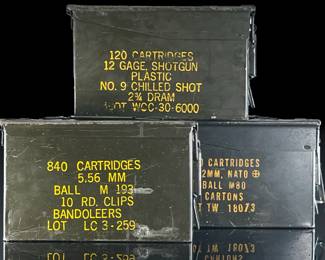 120 CARTRIDGES
12 GAGE, SHOTGUN
PLASTIC
NO. 9 CHILLED SHOT
2¾ DRAM
LOT WCC-30-6000
840 CARTRIDGES
5.56 MM
BALL M 193
10 RD. CLIPS
BANDOLEERS
LOT LC 3-259
CARTRIDGES
2MM, NATO ⊕
BALL M80
CARTONS
TW 18073